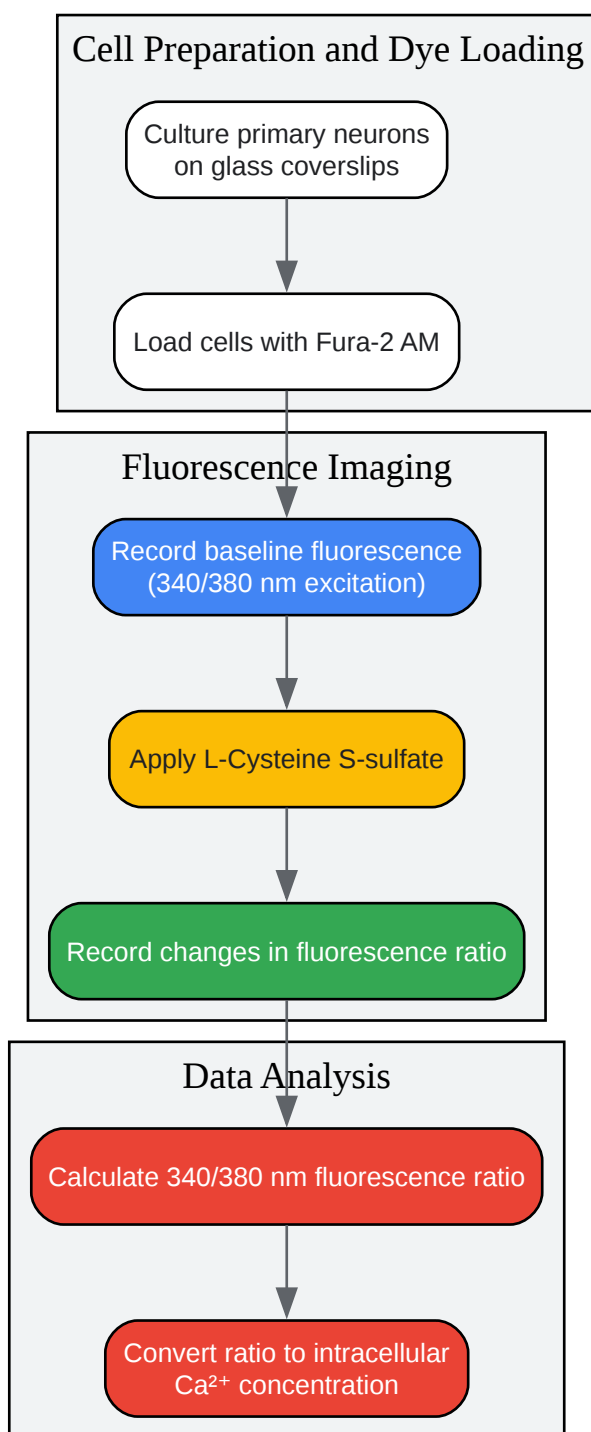 Cell Preparation and Dye Loading
Culture primary neurons
on glass coverslips
Load cells with Fura-2 AM
Fluorescence Imaging
Record baseline fluorescence
(340/380 nm excitation)
Apply L-Cysteine S-sulfate
Record changes in fluorescence ratio
Data Analysis
Calculate 340/380 nm fluorescence ratio
Convert ratio to intracellular
Ca²⁺ concentration